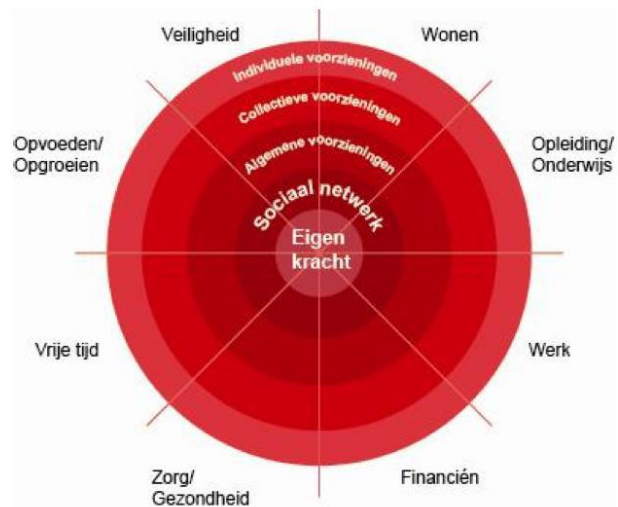 Veiligheid
Wonen
Individuele voorzieningen
Collectieve voorzieningen
Opvoeden/
Opgroeien
Opleiding/
Onderwijs
Algemene voorzieningen
Sociaal netwerk
Eigen
kracht
Vrije tijd
Werk
Zorg/
Gezondheid
Financién